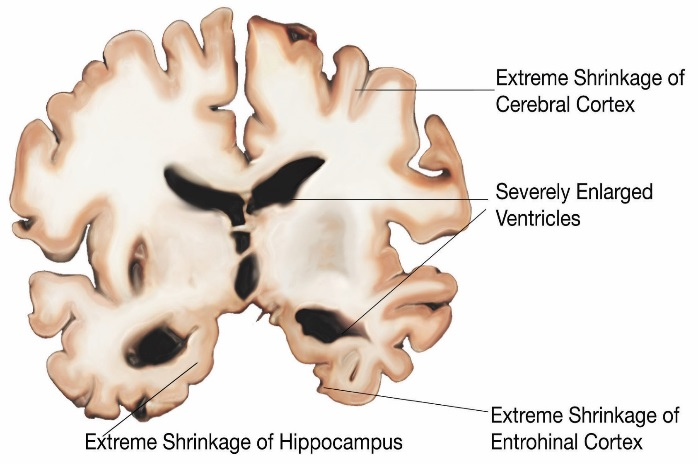 Extreme Shrinkage of
Cerebral Cortex
Severely Enlarged
Ventricles
Extreme Shrinkage of
Entrohinal Cortex
Extreme Shrinkage of Hippocampus